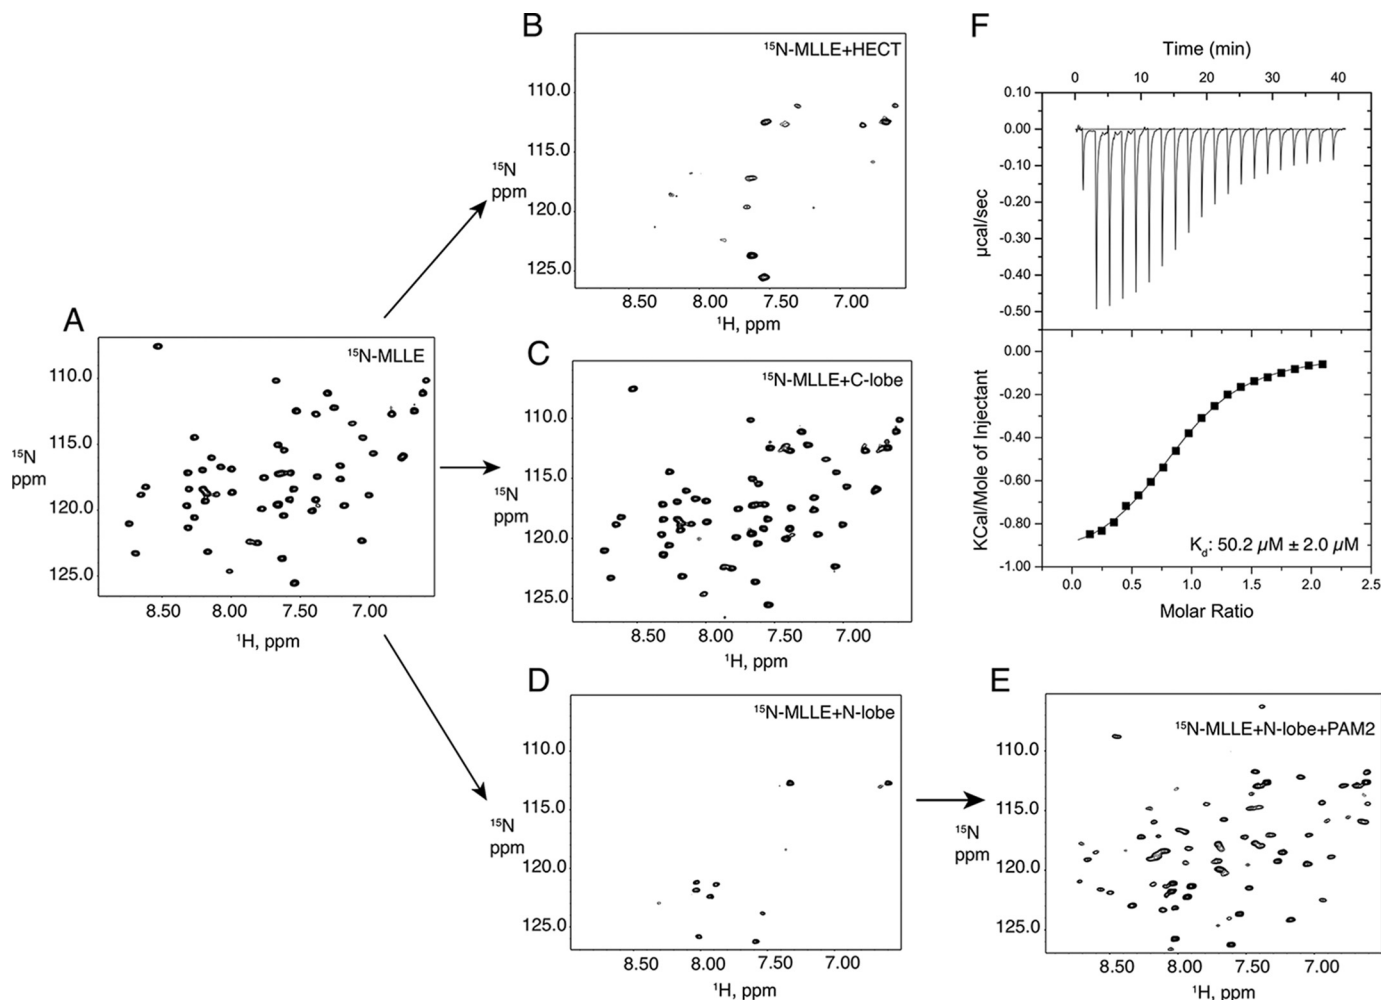 A
¹⁵N-MLLE
110.0
115.0
120.0
125.0
¹⁵N
ppm
8.50 8.00 7.50 7.00
¹H, ppm
B
¹⁵N-MLLE+HECT
110.0
115.0
120.0
125.0
¹⁵N
ppm
8.50 8.00 7.50 7.00
¹H, ppm
C
¹⁵N-MLLE+C-lobe
110.0
115.0
120.0
125.0
¹⁵N
ppm
8.50 8.00 7.50 7.00
¹H, ppm
D
¹⁵N-MLLE+N-lobe
110.0
115.0
120.0
125.0
¹⁵N
ppm
8.50 8.00 7.50 7.00
¹H, ppm
E
¹⁵N-MLLE+N-lobe+PAM2
110.0
115.0
120.0
125.0
¹⁵N
ppm
8.50 8.00 7.50 7.00
¹H, ppm
F
Time (min)
0 10 20 30 40
0.10
0.00
-0.10
-0.20
-0.30
-0.40
-0.50
µcal/sec
0.00
-0.20
-0.40
-0.60
-0.80
-1.00
KCal/Mole of Injectant
K_d: 50.2 µM ± 2.0 µM
0.0 0.5 1.0 1.5 2.0 2.5
Molar Ratio